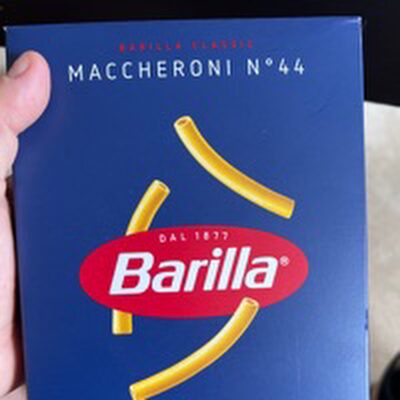 BARILLA CLASSIC
MACCHERONI N°44
DAL 1877
Barilla®